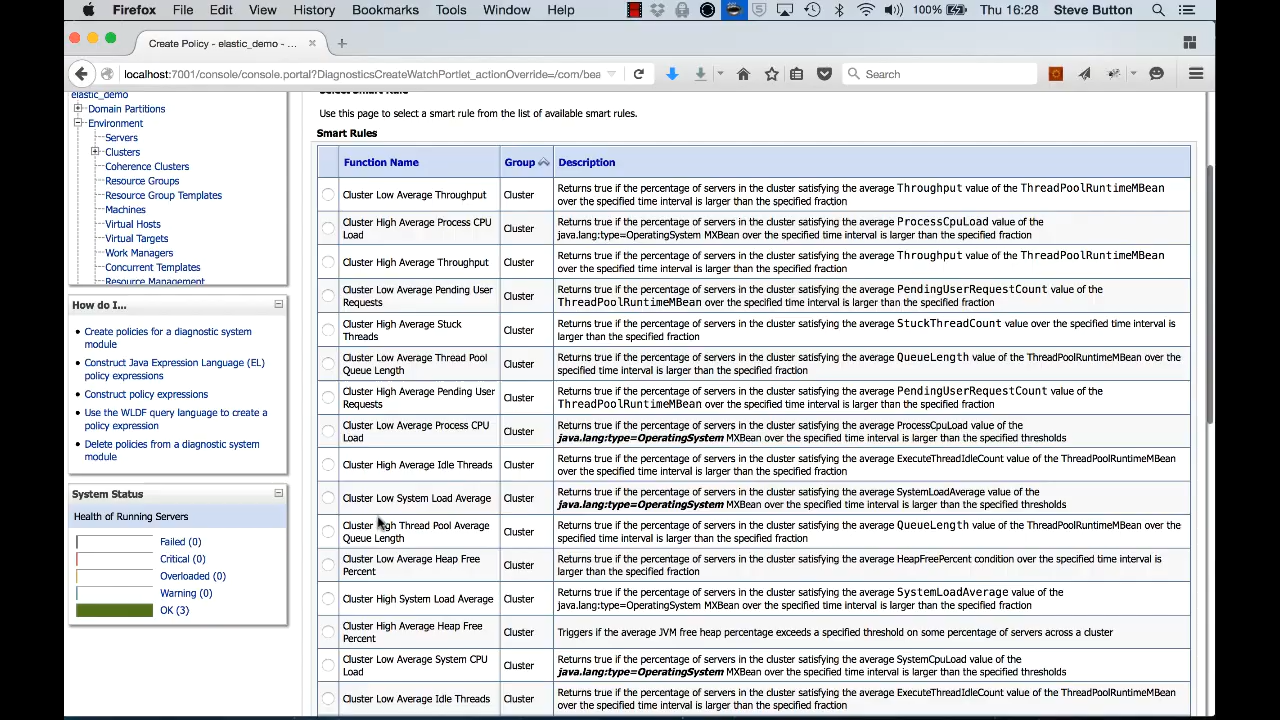 Firefox File Edit View History Bookmarks Tools Window Help 100% Thu 16:28 Steve Button
Create Policy - elastic_demo - ...
localhost:7001/console/console.portal?DiagnosticsCreateWatchPortlet_actionOverride=/com/bea
Search
elastic_demo
Domain Partitions
Environment
Servers
Clusters
Coherence Clusters
Resource Groups
Resource Group Templates
Machines
Virtual Hosts
Virtual Targets
Work Managers
Concurrent Templates
Resource Management
How do I...
Create policies for a diagnostic system
module
Construct Java Expression Language (EL)
policy expressions
Construct policy expressions
Use the WLDF query language to create a
policy expression
Delete policies from a diagnostic system
module
System Status
Health of Running Servers
Failed (0)
Critical (0)
Overloaded (0)
Warning (0)
OK (3)
Select Smart Rule
Use this page to select a smart rule from the list of available smart rules.
Smart Rules
Function Name Group Description
Cluster Low Average Throughput Cluster Returns true if the percentage of servers in the cluster satisfying the average Throughput value of the ThreadPoolRuntimeMBean
over the specified time interval is larger than the specified fraction
Cluster High Average Process CPU
Load Cluster Returns true if the percentage of servers in the cluster satisfying the average ProcessCpuLoad value of the
java.lang:type=OperatingSystem MXBean over the specified time interval is larger than the specified fraction
Cluster High Average Throughput Cluster Returns true if the percentage of servers in the cluster satisfying the average Throughput value of the ThreadPoolRuntimeMBean
over the specified time interval is larger than the specified fraction
Cluster Low Average Pending User
Requests Cluster Returns true if the percentage of servers in the cluster satisfying the average PendingUserRequestCount value of the
ThreadPoolRuntimeMBean over the specified time interval is larger than the specified fraction
Cluster High Average Stuck
Threads Cluster Returns true if the percentage of servers in the cluster satisfying the average StuckThreadCount value over the specified time interval is
larger than the specified fraction
Cluster Low Average Thread Pool
Queue Length Cluster Returns true if the percentage of servers in the cluster satisfying the average QueueLength value of the ThreadPoolRuntimeMBean over the
specified time interval is larger than the specified fraction
Cluster High Average Pending User
Requests Cluster Returns true if the percentage of servers in the cluster satisfying the average PendingUserRequestCount value of the
ThreadPoolRuntimeMBean over the specified time interval is larger than the specified fraction
Cluster Low Average Process CPU
Load Cluster Returns true if the percentage of servers in the cluster satisfying the average ProcessCpuLoad value of the
java.lang:type=OperatingSystem MXBean over the specified time interval is larger than the specified thresholds
Cluster High Average Idle Threads Cluster Returns true if the percentage of servers in the cluster satisfying the average ExecuteThreadIdleCount value of the ThreadPoolRuntimeMBean
over the specified time interval is larger than the specified fraction
Cluster Low System Load Average Cluster Returns true if the percentage of servers in the cluster satisfying the average SystemLoadAverage value of the
java.lang:type=OperatingSystem MXBean over the specified time interval is larger than the specified thresholds
Cluster High Thread Pool Average
Queue Length Cluster Returns true if the percentage of servers in the cluster satisfying the average QueueLength value of the ThreadPoolRuntimeMBean over the
specified time interval is larger than the specified fraction
Cluster Low Average Heap Free
Percent Cluster Returns true if the percentage of servers in the cluster satisfying the average HeapFreePercent condition over the specified time interval is
larger than the specified fraction
Cluster High System Load Average Cluster Returns true if the percentage of servers in the cluster satisfying the average SystemLoadAverage value of the
java.lang:type=OperatingSystem MXBean over the specified time interval is larger than the specified fraction
Cluster High Average Heap Free
Percent Cluster Triggers if the average JVM free heap percentage exceeds a specified threshold on some percentage of servers across a cluster
Cluster Low Average System CPU
Load Cluster Returns true if the percentage of servers in the cluster satisfying the average SystemCpuLoad value of the
java.lang:type=OperatingSystem MXBean over the specified time interval is larger than the specified thresholds
Cluster Low Average Idle Threads Cluster Returns true if the percentage of servers in the cluster satisfying the average ExecuteThreadIdleCount value of the ThreadPoolRuntimeMBean
over the specified time interval is larger than the specified fraction